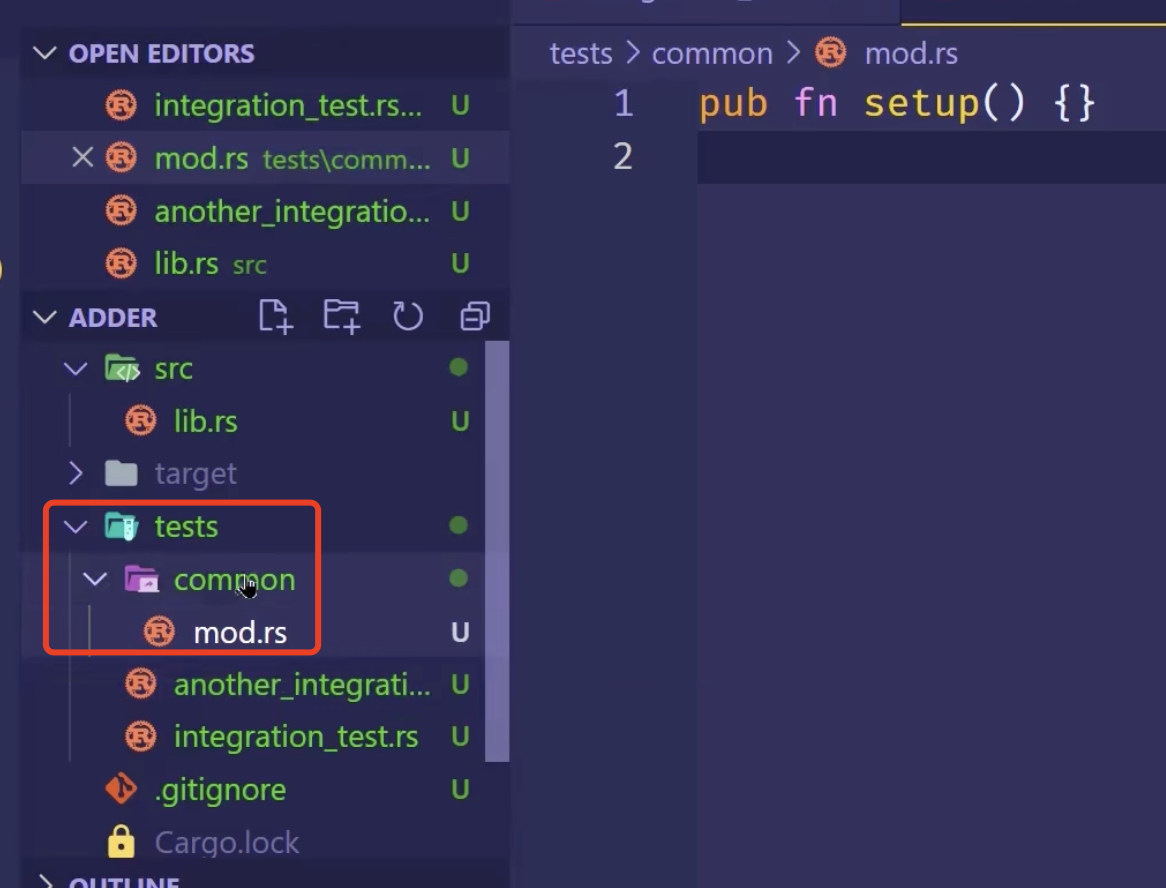 OPEN EDITORS
integration_test.rs... U
mod.rs tests\comm... U
another_integratio... U
lib.rs src U
ADDER
src
lib.rs U
target
tests
common
mod.rs U
another_integrati... U
integration_test.rs U
.gitignore U
Cargo.lock
OUTLINE
tests > common > mod.rs
1 pub fn setup() {}
2